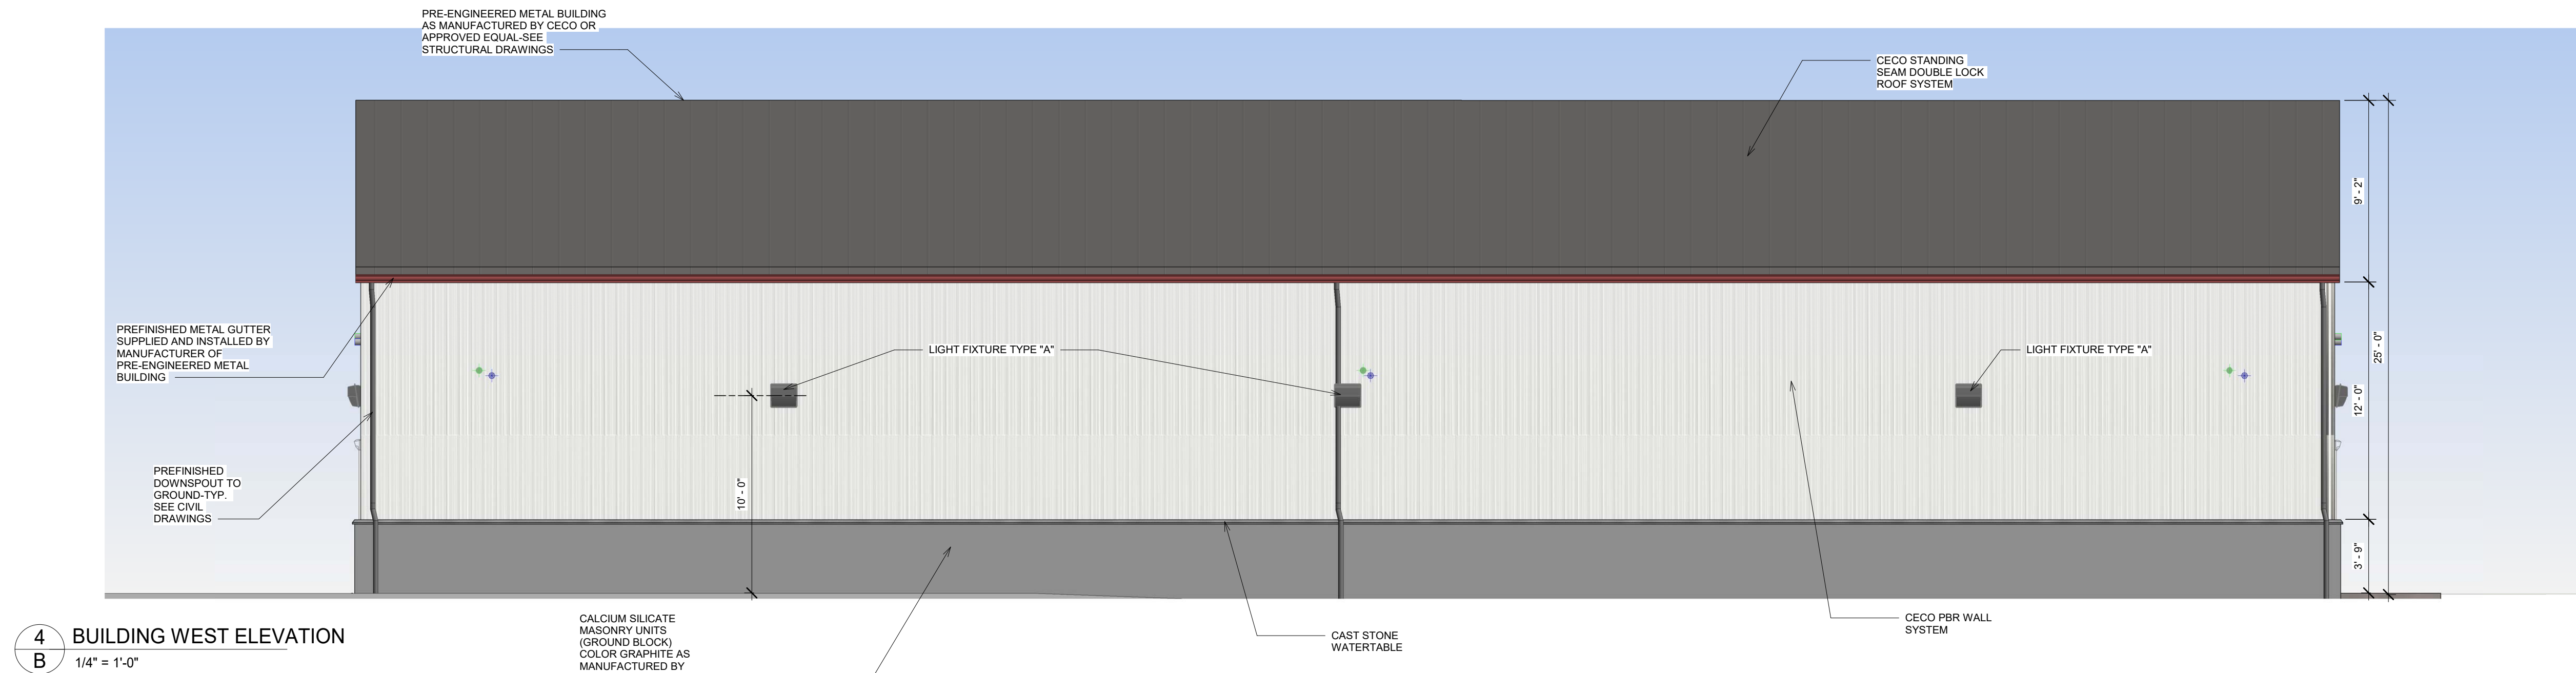 PRE-ENGINEERED METAL BUILDING
AS MANUFACTURED BY CECO OR
APPROVED EQUAL-SEE
STRUCTURAL DRAWINGS
CECO STANDING
SEAM DOUBLE LOCK
ROOF SYSTEM
9' - 2"
PREFINISHED METAL GUTTER
SUPPLIED AND INSTALLED BY
MANUFACTURER OF
PRE-ENGINEERED METAL
BUILDING
LIGHT FIXTURE TYPE "A"
LIGHT FIXTURE TYPE "A"
25' - 0"
12' - 0"
PREFINISHED
DOWNSPOUT TO
GROUND-TYP.
SEE CIVIL
DRAWINGS
10' - 0"
3' - 9"
CALCIUM SILICATE
MASONRY UNITS
(GROUND BLOCK)
COLOR GRAPHITE AS
MANUFACTURED BY
CAST STONE
WATERTABLE
CECO PBR WALL
SYSTEM
4
B
BUILDING WEST ELEVATION
1/4" = 1'-0"